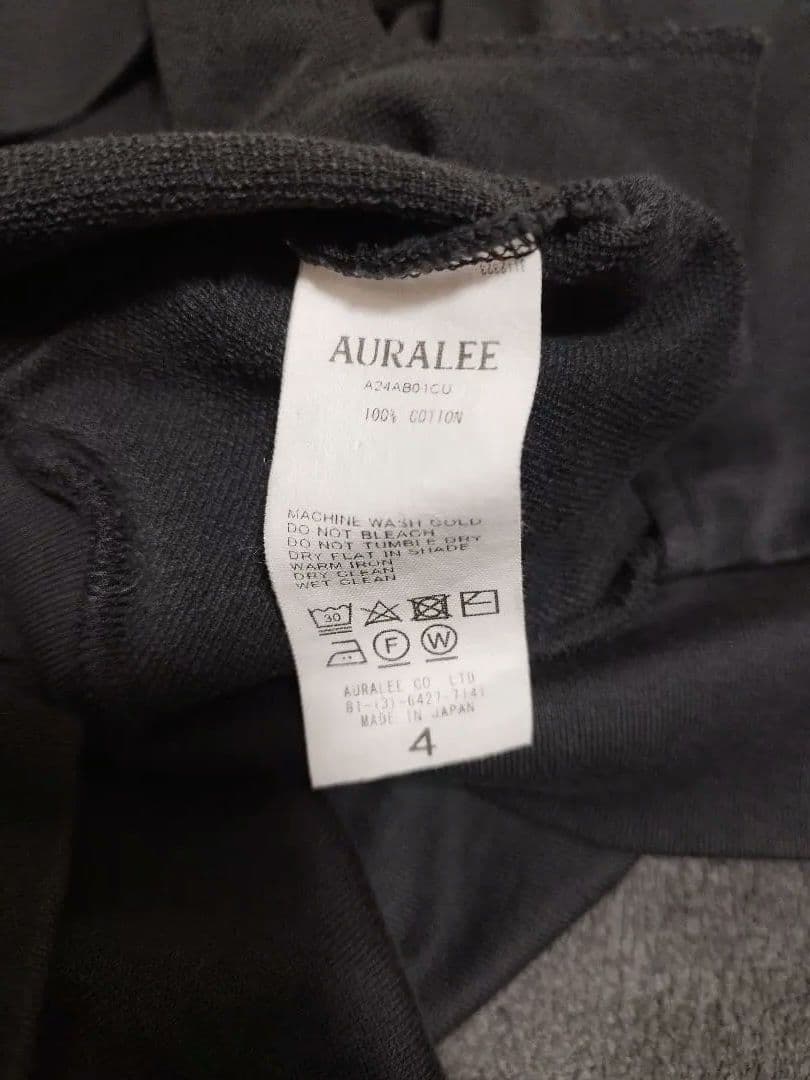 AURALEE
A24AB01CU
100% COTTON
MACHINE WASH COLD
DO NOT BLEACH
DO NOT TUMBLE DRY
DRY FLAT IN SHADE
WARM IRON
DRY CLEAN
WET CLEAN
30
F W
AURALEE CO LTD
81-(3)-6427-7141
MADE IN JAPAN
4